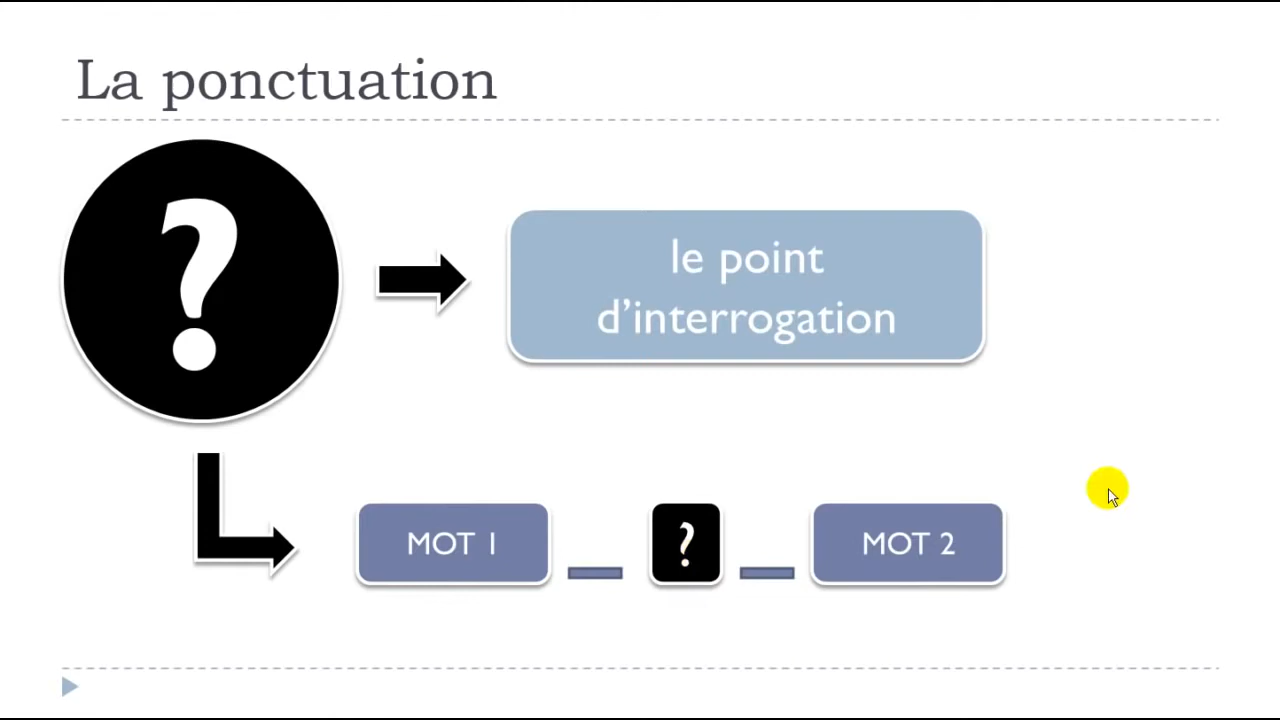 La ponctuation
?
le point
d’interrogation
MOT 1 _ ? _ MOT 2